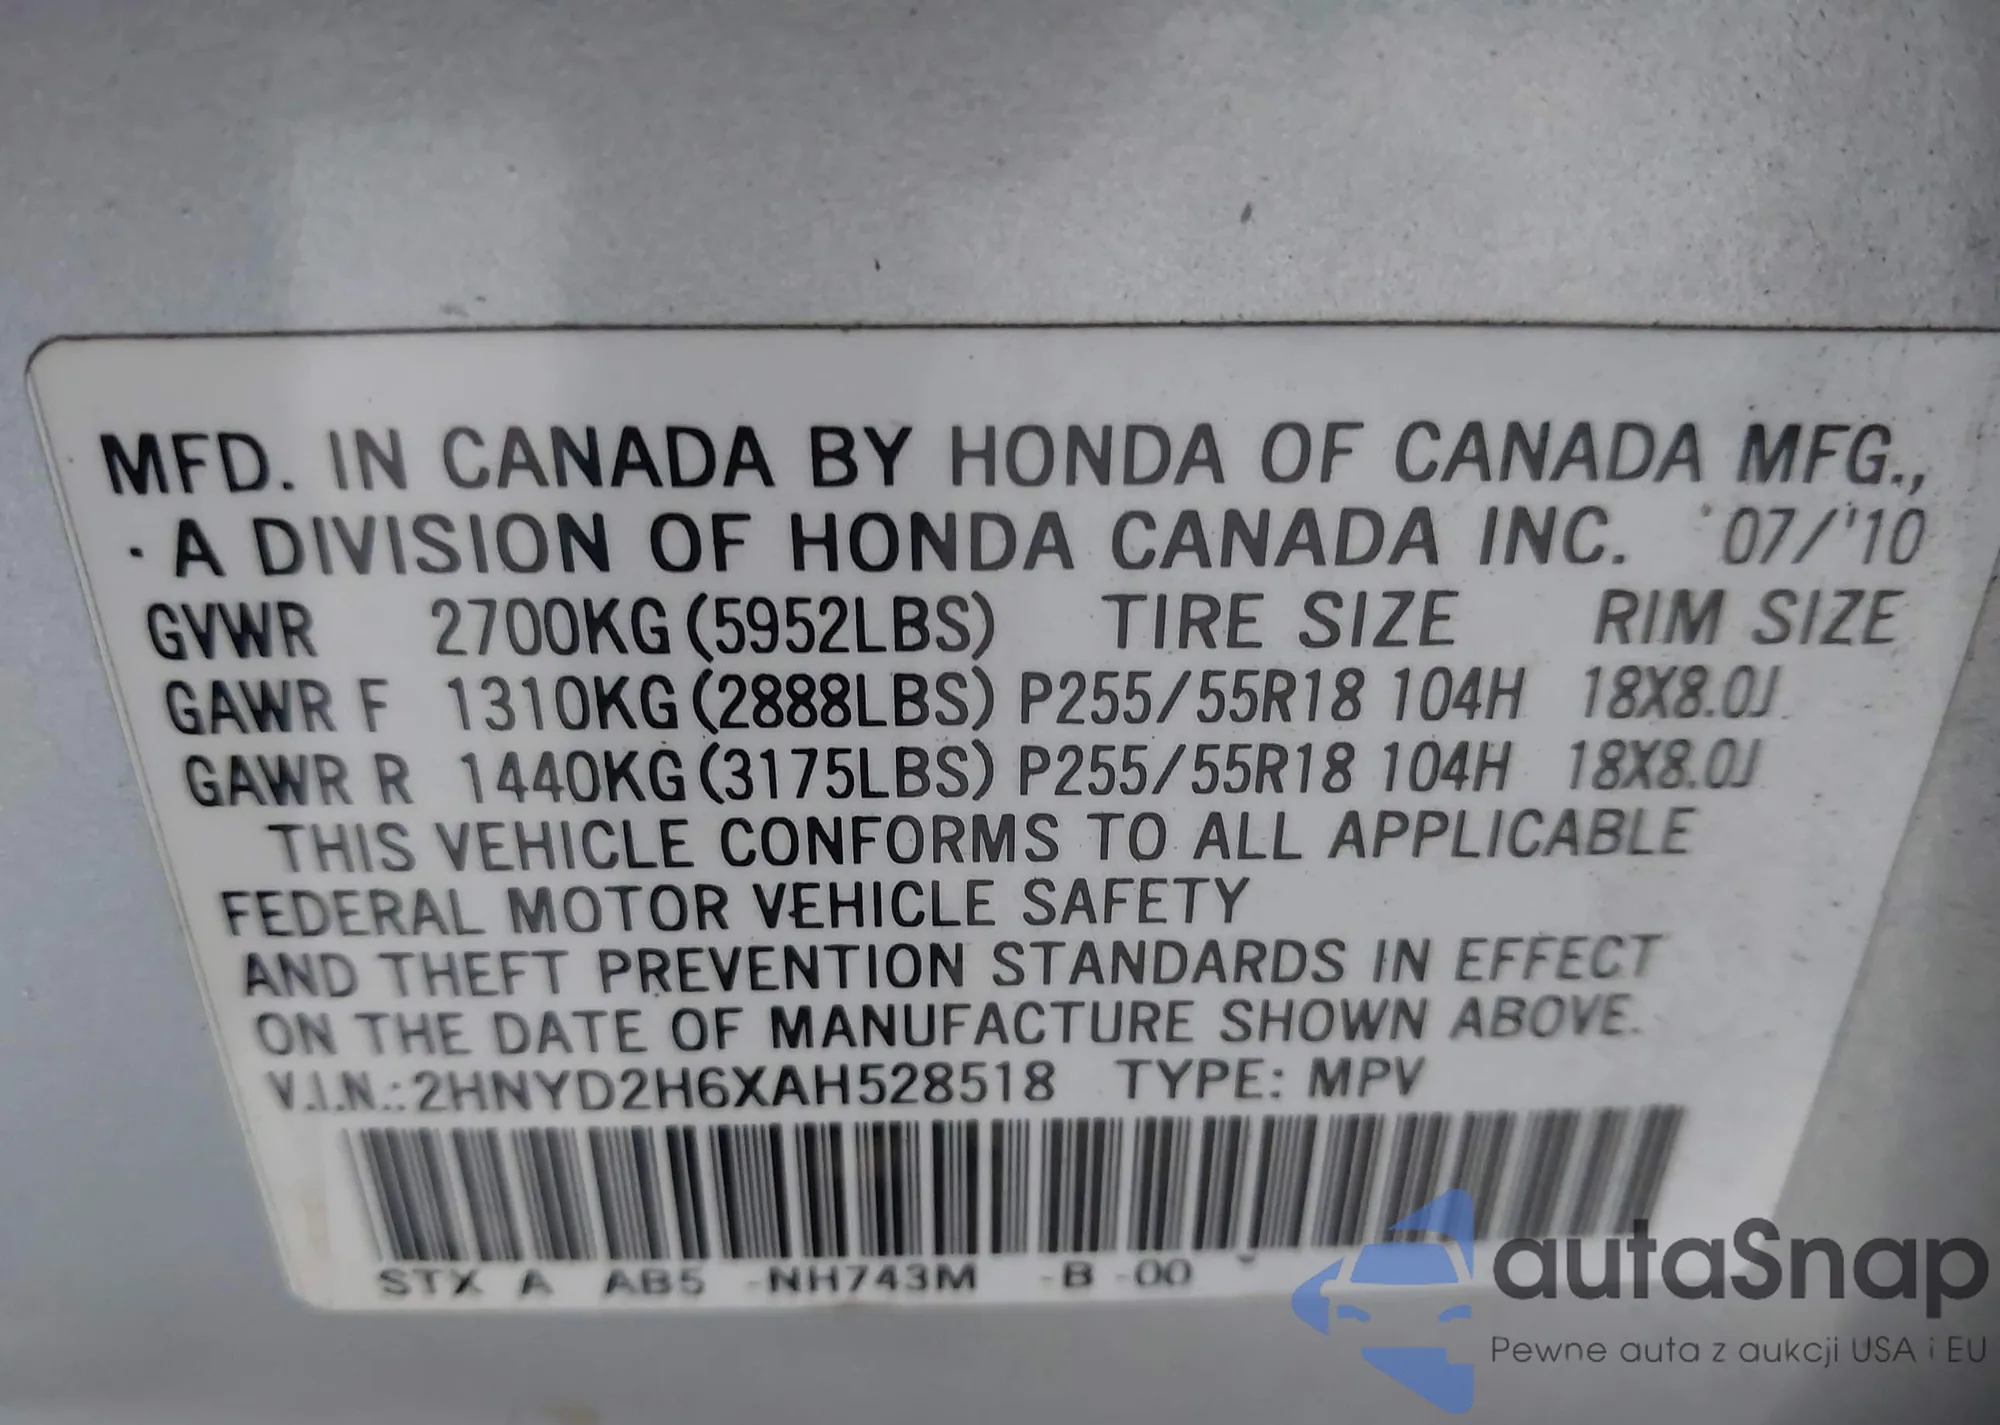 MFD. IN CANADA BY HONDA OF CANADA MFG.,
A DIVISION OF HONDA CANADA INC. 07/'10
GVWR 2700KG (5952LBS) TIRE SIZE RIM SIZE
GAWR F 1310KG (2888LBS) P255/55R18 104H 18X8.0J
GAWR R 1440KG (3175LBS) P255/55R18 104H 18X8.0J
THIS VEHICLE CONFORMS TO ALL APPLICABLE
FEDERAL MOTOR VEHICLE SAFETY
AND THEFT PREVENTION STANDARDS IN EFFECT
ON THE DATE OF MANUFACTURE SHOWN ABOVE.
V.I.N.: 2HNYD2H6XAH528518 TYPE: MPV
STX A AB5 -NH743M -B -00
autaSnap
Pewne auta z aukcji USA i EU